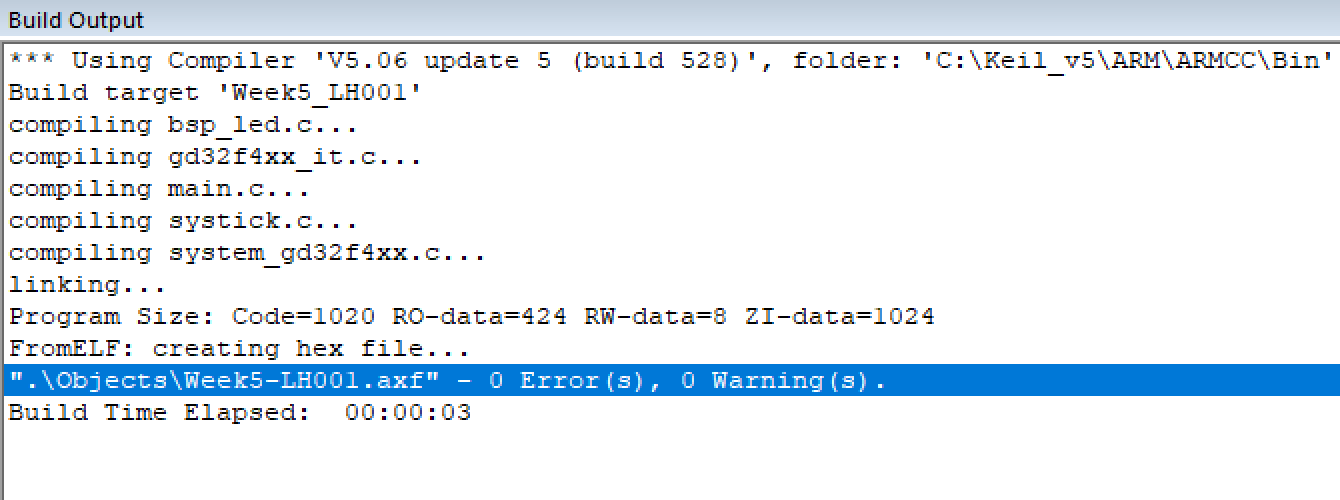 Build Output
*** Using Compiler 'V5.06 update 5 (build 528)', folder: 'C:\Keil_v5\ARM\ARMCC\Bin'
Build target 'Week5_LH001'
compiling bsp_led.c...
compiling gd32f4xx_it.c...
compiling main.c...
compiling systick.c...
compiling system_gd32f4xx.c...
linking...
Program Size: Code=1020 RO-data=424 RW-data=8 ZI-data=1024
FromELF: creating hex file...
".\Objects\Week5-LH001.axf" - 0 Error(s), 0 Warning(s).
Build Time Elapsed:  00:00:03